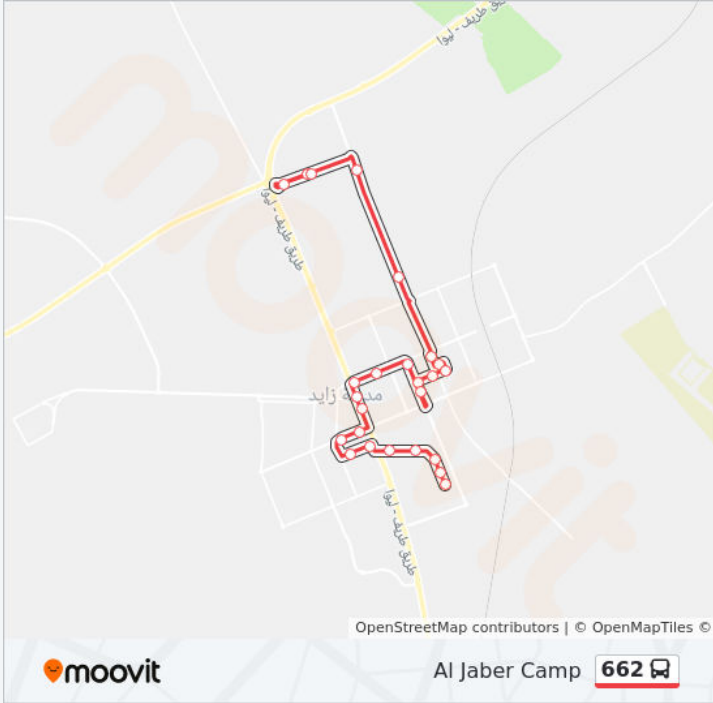 طريق طريف - ليوا
طريق طريف - ليوا
مدينة زايد
طريق طريف - ليوا
moovit
OpenStreetMap contributors | © OpenMapTiles ©
moovit
Al Jaber Camp 662